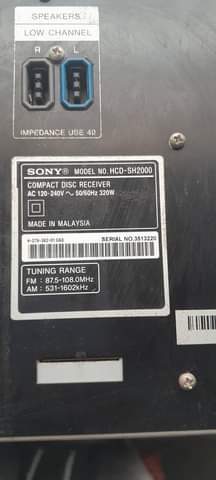 SPEAKERS
LOW CHANNEL
R L
IMPEDANCE USE 4Ω
SONY® MODEL NO. HCD-SH2000
COMPACT DISC RECEIVER
AC 120-240V ~ 50/60Hz 320W
MADE IN MALAYSIA
SERIAL NO. 3513220
TUNING RANGE
FM : 87.5-108.0MHz
AM : 531-1602kHz